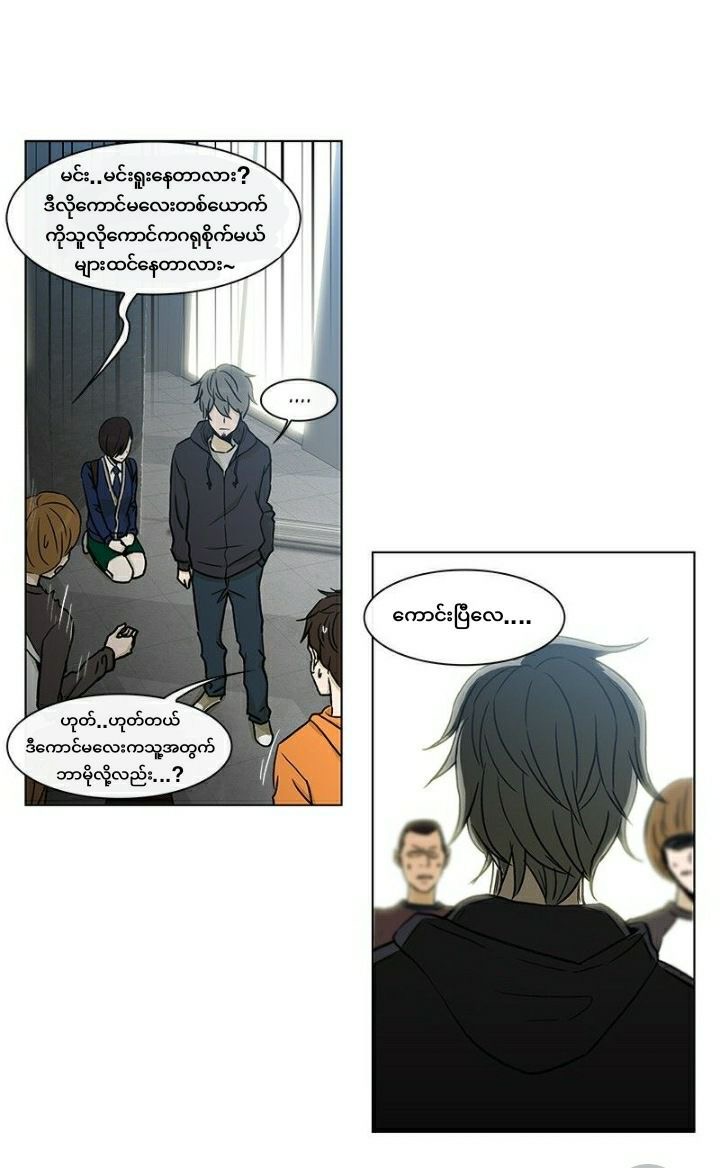 မင်း..မင်းရူးနေတာလား?
ဒီလိုကောင်မလေးတစ်ယောက်
ကိုသူလိုကောင်ကဂရုစိုက်မယ်
များထင်နေတာလား~
....
ဟုတ်..ဟုတ်တယ်
ဒီကောင်မလေးကသူ့အတွက်
ဘာမို့လို့လည်း...?
ကောင်းပြီလေ....